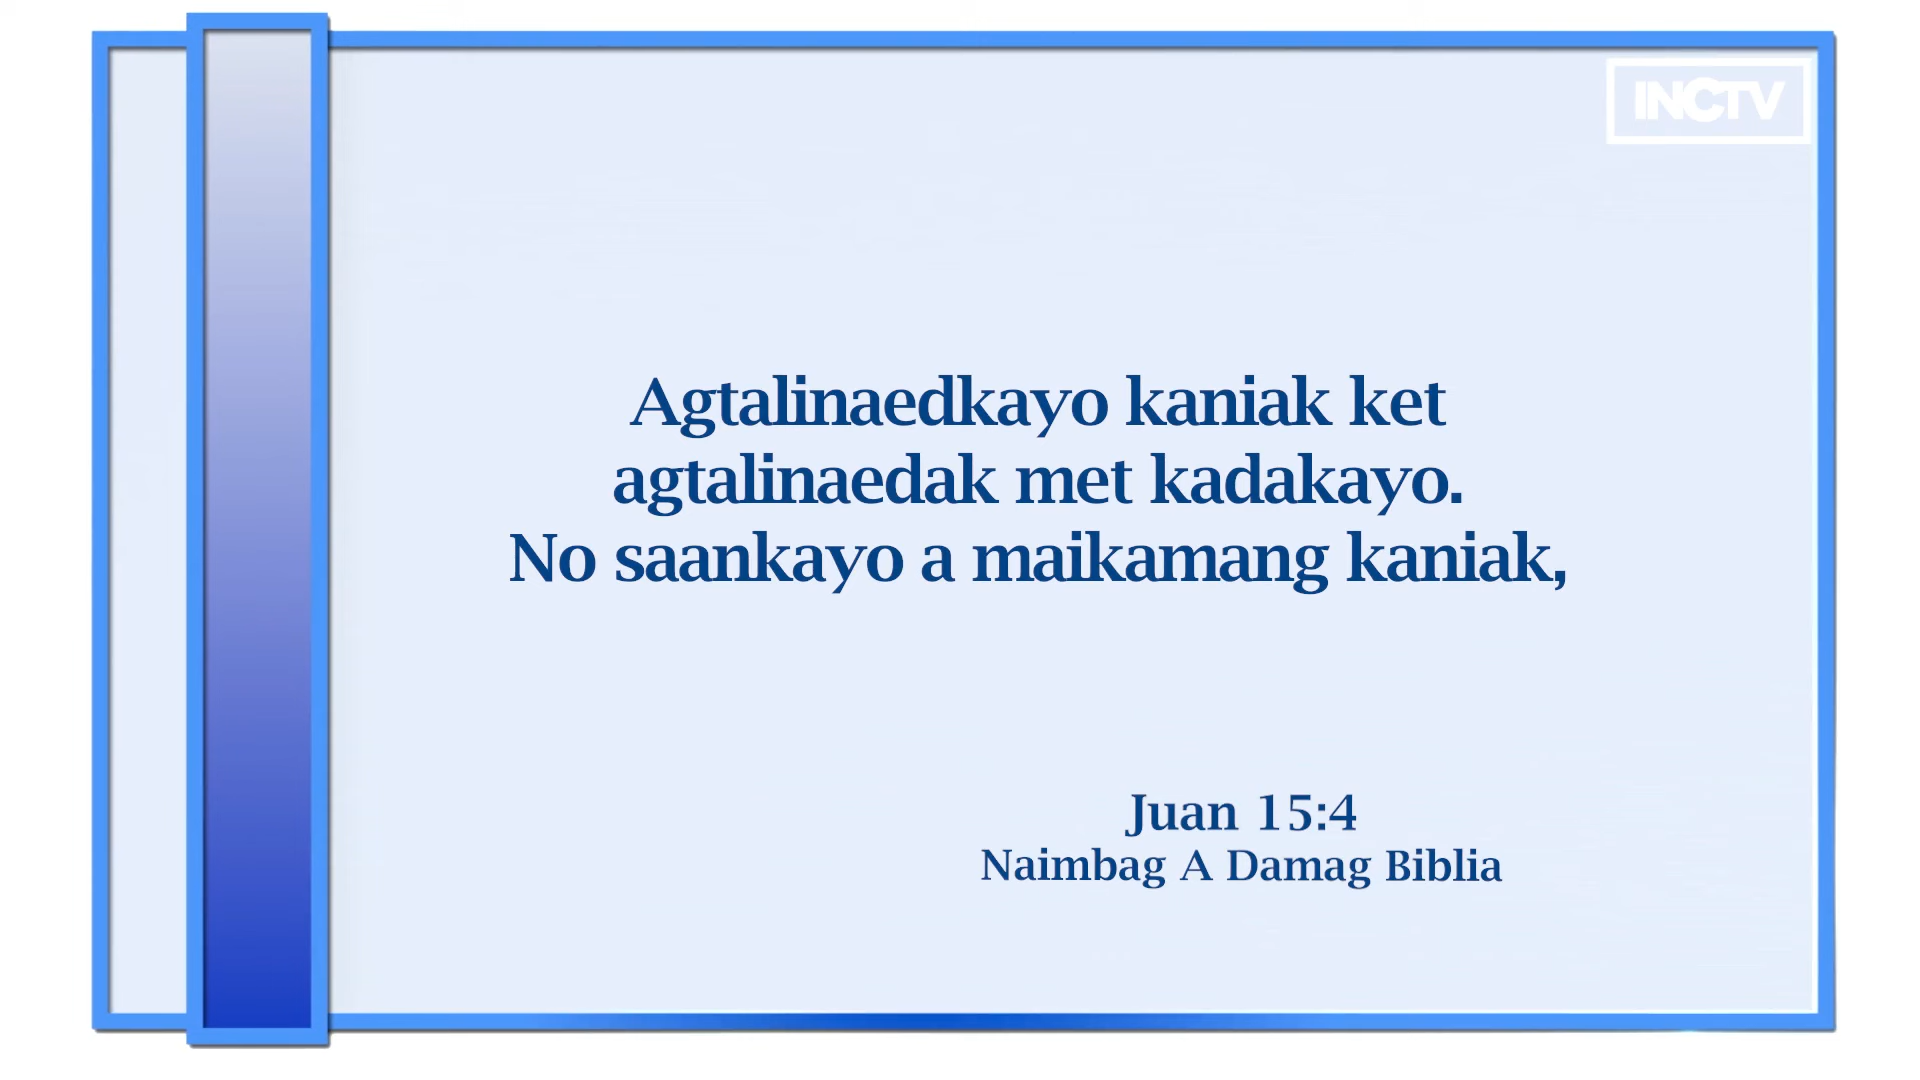 INCTV
Agtalinaedkayo kaniak ket
agtalinaedak met kadakayo.
No saankayo a maikamang kaniak,
Juan 15:4
Naimbag A Damag Biblia